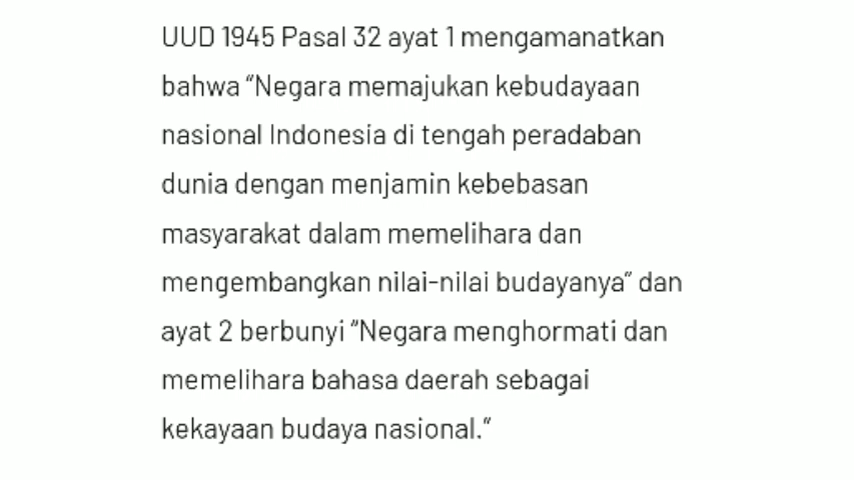 UUD 1945 Pasal 32 ayat 1 mengamanatkan
bahwa “Negara memajukan kebudayaan
nasional Indonesia di tengah peradaban
dunia dengan menjamin kebebasan
masyarakat dalam memelihara dan
mengembangkan nilai-nilai budayanya” dan
ayat 2 berbunyi “Negara menghormati dan
memelihara bahasa daerah sebagai
kekayaan budaya nasional.”